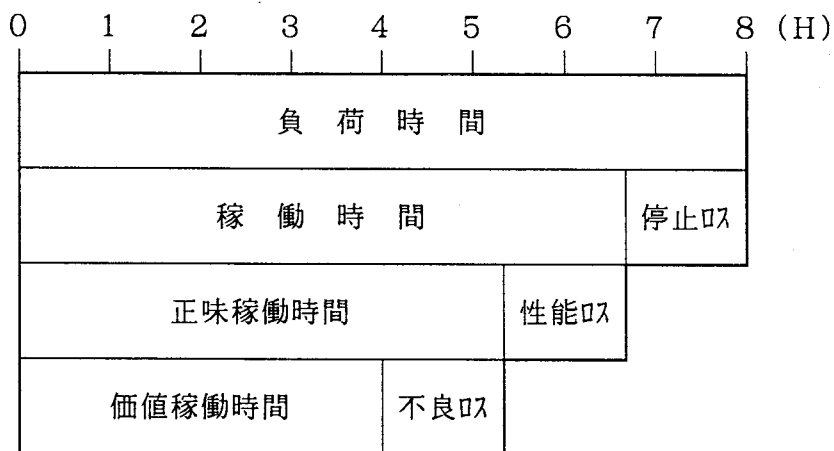 0 1 2 3 4 5 6 7 8 (H)
負荷時間
稼働時間 停止ﾛｽ
正味稼働時間 性能ﾛｽ
価値稼働時間 不良ﾛｽ